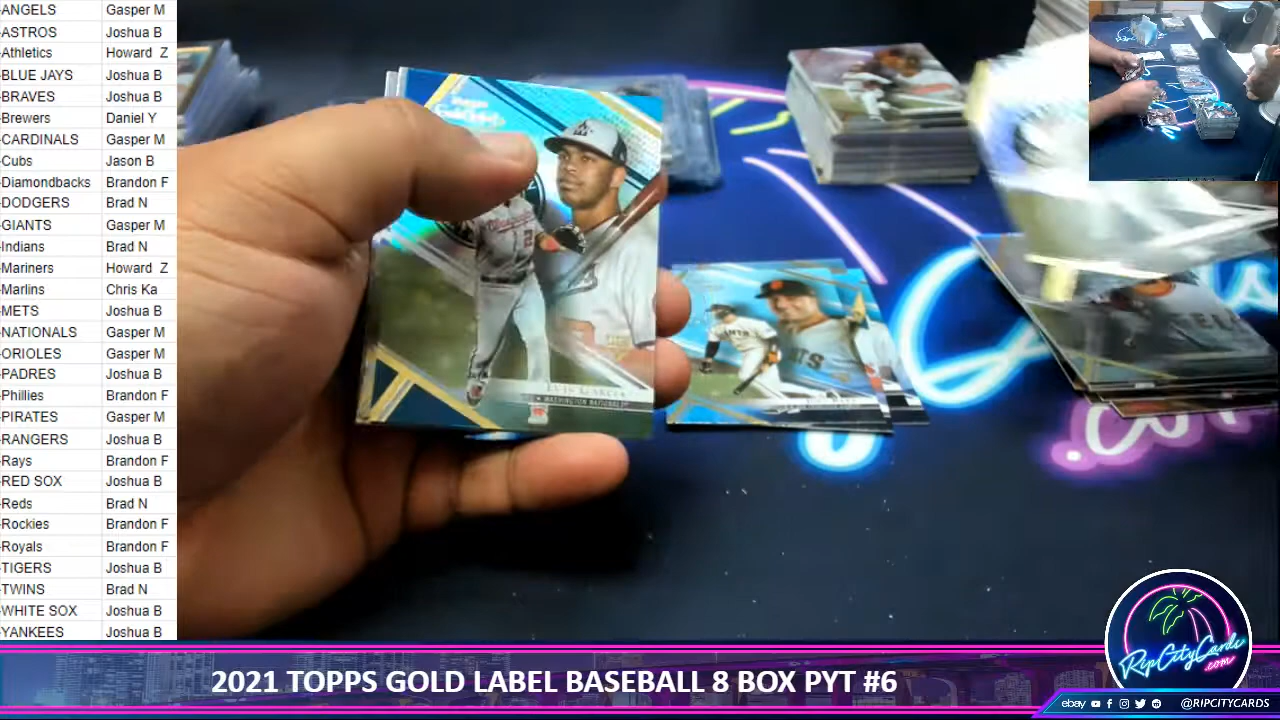 -ANGELS Gasper M
-ASTROS Joshua B
-Athletics Howard Z
-BLUE JAYS Joshua B
-BRAVES Joshua B
-Brewers Daniel Y
-CARDINALS Gasper M
-Cubs Jason B
-Diamondbacks Brandon F
-DODGERS Brad N
-GIANTS Gasper M
-Indians Brad N
-Mariners Howard Z
-Marlins Chris Ka
-METS Joshua B
-NATIONALS Gasper M
-ORIOLES Gasper M
-PADRES Joshua B
-Phillies Brandon F
-PIRATES Gasper M
-RANGERS Joshua B
-Rays Brandon F
-RED SOX Joshua B
-Reds Brad N
-Rockies Brandon F
-Royals Brandon F
-TIGERS Joshua B
-TWINS Brad N
-WHITE SOX Joshua B
-YANKEES Joshua B
WASHINGTON NATIONALS
.com
2021 TOPPS GOLD LABEL BASEBALL 8 BOX PYT #6
RipCityCards
.com
ebay @RIPCITYCARDS